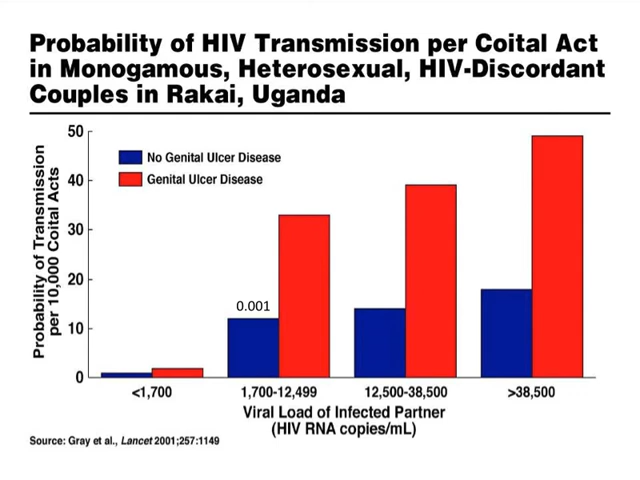 Probability of HIV Transmission per Coital Act
in Monogamous, Heterosexual, HIV-Discordant
Couples in Rakai, Uganda
Probability of Transmission
per 10,000 Coital Acts
50
40
30
20
10
0
No Genital Ulcer Disease
Genital Ulcer Disease
0.001
<1,700
1,700-12,499
12,500-38,500
>38,500
Viral Load of Infected Partner
(HIV RNA copies/mL)
Source: Gray et al., Lancet 2001;257:1149